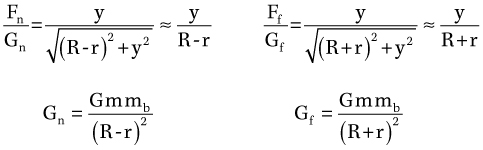 F_n/G_n = y/√((R-r)²+y²) ≈ y/(R-r)    F_f/G_f = y/√((R+r)²+y²) ≈ y/(R+r)
G_n = Gmm_b/(R-r)²    G_f = Gmm_b/(R+r)²